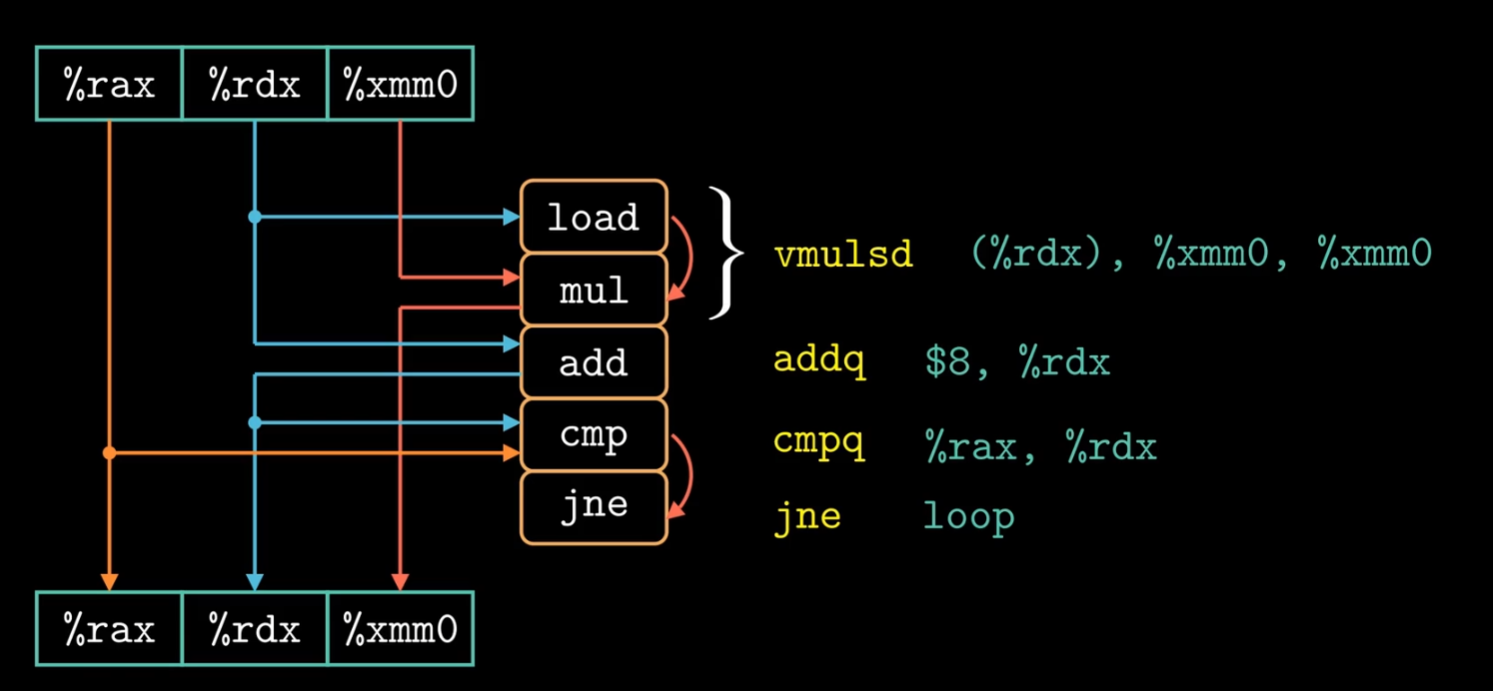 %rax %rdx %xmm0
load
vmulsd (%rdx), %xmm0, %xmm0
mul
add
addq $8, %rdx
cmp
cmpq %rax, %rdx
jne
jne loop
%rax %rdx %xmm0